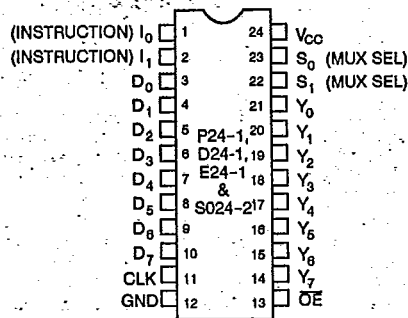 (INSTRUCTION) I0 1 24 VCC
(INSTRUCTION) I1 2 23 S0 (MUX SEL)
D0 3 22 S1 (MUX SEL)
D1 4 21 Y0
D2 5 P24-1, 20 Y1
D3 6 D24-1, 19 Y2
D4 7 E24-1 18 Y3
&
D5 8 SO24-2 17 Y4
D6 9 16 Y5
D7 10 15 Y6
CLK 11 14 Y7
GND 12 13 OE